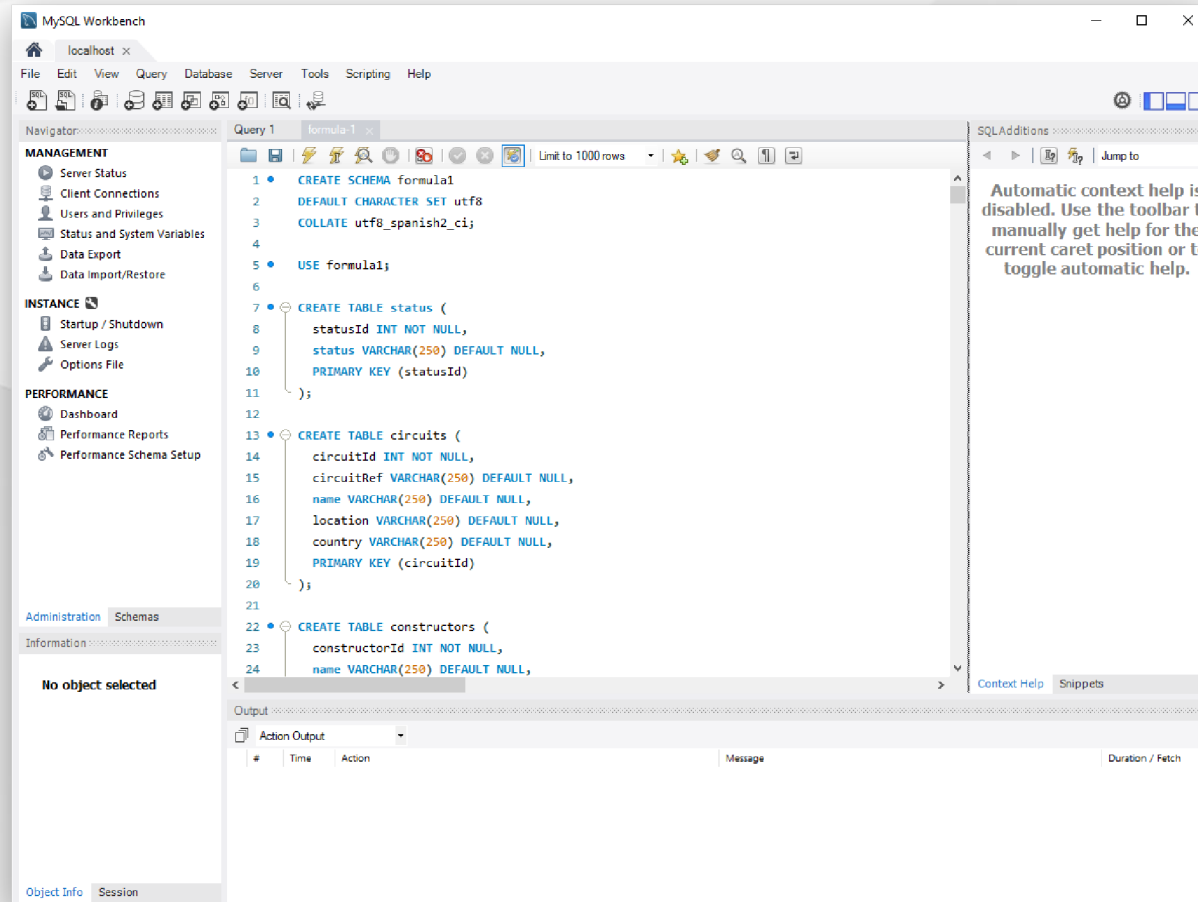 MySQL Workbench
localhost
File Edit View Query Database Server Tools Scripting Help
Navigator
MANAGEMENT
Server Status
Client Connections
Users and Privileges
Status and System Variables
Data Export
Data Import/Restore
INSTANCE
Startup / Shutdown
Server Logs
Options File
PERFORMANCE
Dashboard
Performance Reports
Performance Schema Setup
Administration Schemas
Information
No object selected
Object Info Session
Query 1 formula-1
Limit to 1000 rows
1 CREATE SCHEMA formula1
2 DEFAULT CHARACTER SET utf8
3 COLLATE utf8_spanish2_ci;
4
5 USE formula1;
6
7 CREATE TABLE status (
8 statusId INT NOT NULL,
9 status VARCHAR(250) DEFAULT NULL,
10 PRIMARY KEY (statusId)
11 );
12
13 CREATE TABLE circuits (
14 circuitId INT NOT NULL,
15 circuitRef VARCHAR(250) DEFAULT NULL,
16 name VARCHAR(250) DEFAULT NULL,
17 location VARCHAR(250) DEFAULT NULL,
18 country VARCHAR(250) DEFAULT NULL,
19 PRIMARY KEY (circuitId)
20 );
21
22 CREATE TABLE constructors (
23 constructorId INT NOT NULL,
24 name VARCHAR(250) DEFAULT NULL,
SQLAdditions
Jump to
Automatic context help is
disabled. Use the toolbar t
manually get help for the
current caret position or t
toggle automatic help.
Context Help Snippets
Output
Action Output
# Time Action Message Duration / Fetch